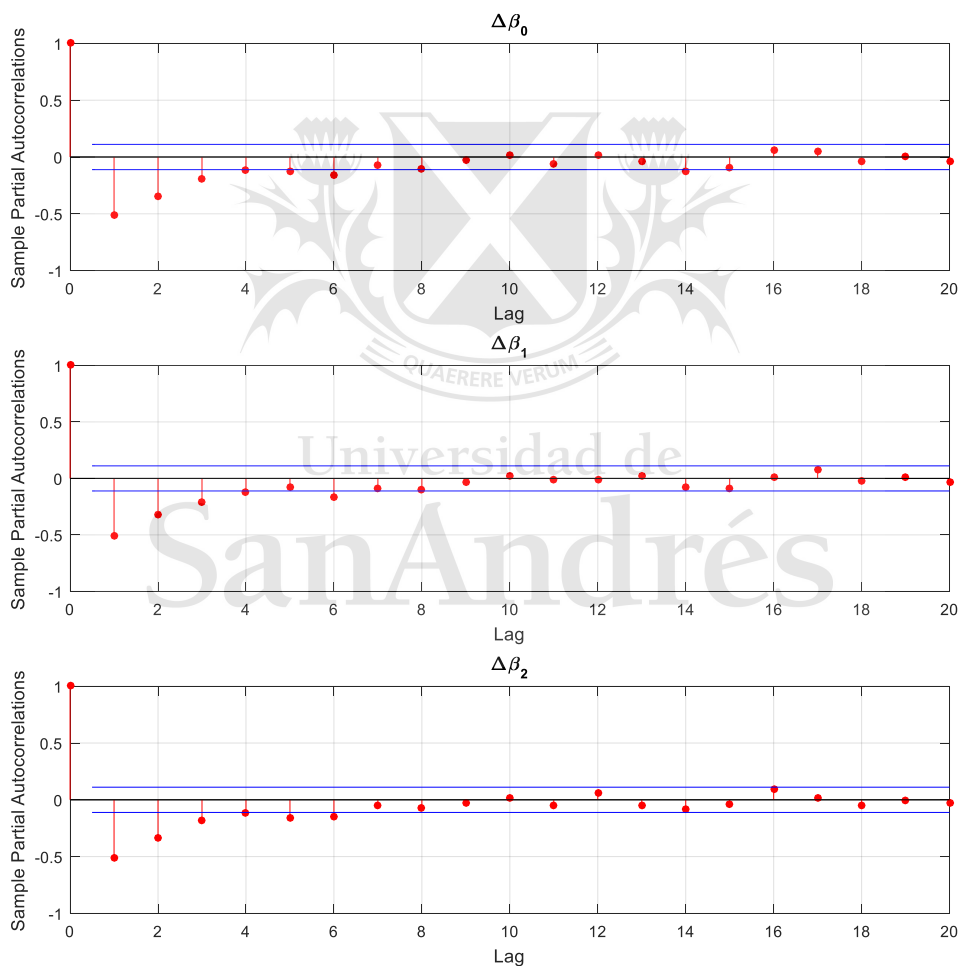 Δβ0
Sample Partial Autocorrelations
1
0.5
0
-0.5
-1
0 2 4 6 8 10 12 14 16 18 20
Lag
QUAERERE VERUM
Δβ1
Sample Partial Autocorrelations
1
0.5
0
-0.5
-1
Universidad de
SanAndrés
0 2 4 6 8 10 12 14 16 18 20
Lag
Δβ2
Sample Partial Autocorrelations
1
0.5
0
-0.5
-1
0 2 4 6 8 10 12 14 16 18 20
Lag